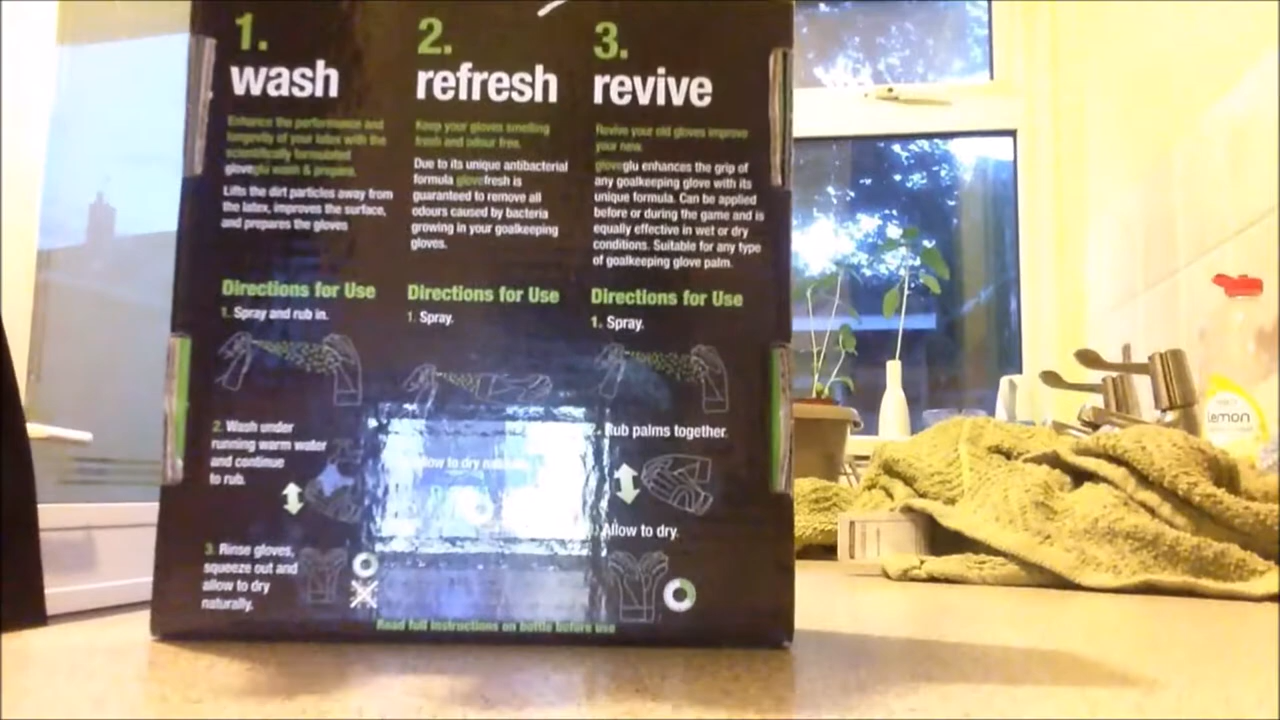 1.
wash
Enhance the performance and
longevity of your latex with the
scientifically formulated
gloveglu wash & prepare.
Lifts the dirt particles away from
the latex, improves the surface,
and prepares the gloves
Directions for Use
1. Spray and rub in.
2. Wash under
running warm water
and continue
to rub.
3. Rinse gloves,
squeeze out and
allow to dry
naturally.
2.
refresh
Keep your gloves smelling
fresh and odour free.
Due to its unique antibacterial
formula glovefresh is
guaranteed to remove all
odours caused by bacteria
growing in your goalkeeping
gloves.
Directions for Use
1. Spray.
low to dry
3.
revive
Revive your old gloves improve
your new.
gloveglu enhances the grip of
any goalkeeping glove with its
unique formula. Can be applied
before or during the game and is
equally effective in wet or dry
conditions. Suitable for any type
of goalkeeping glove palm.
Directions for Use
1. Spray.
Rub palms together.
Allow to dry.
Read full instructions on bottle before use
lemon